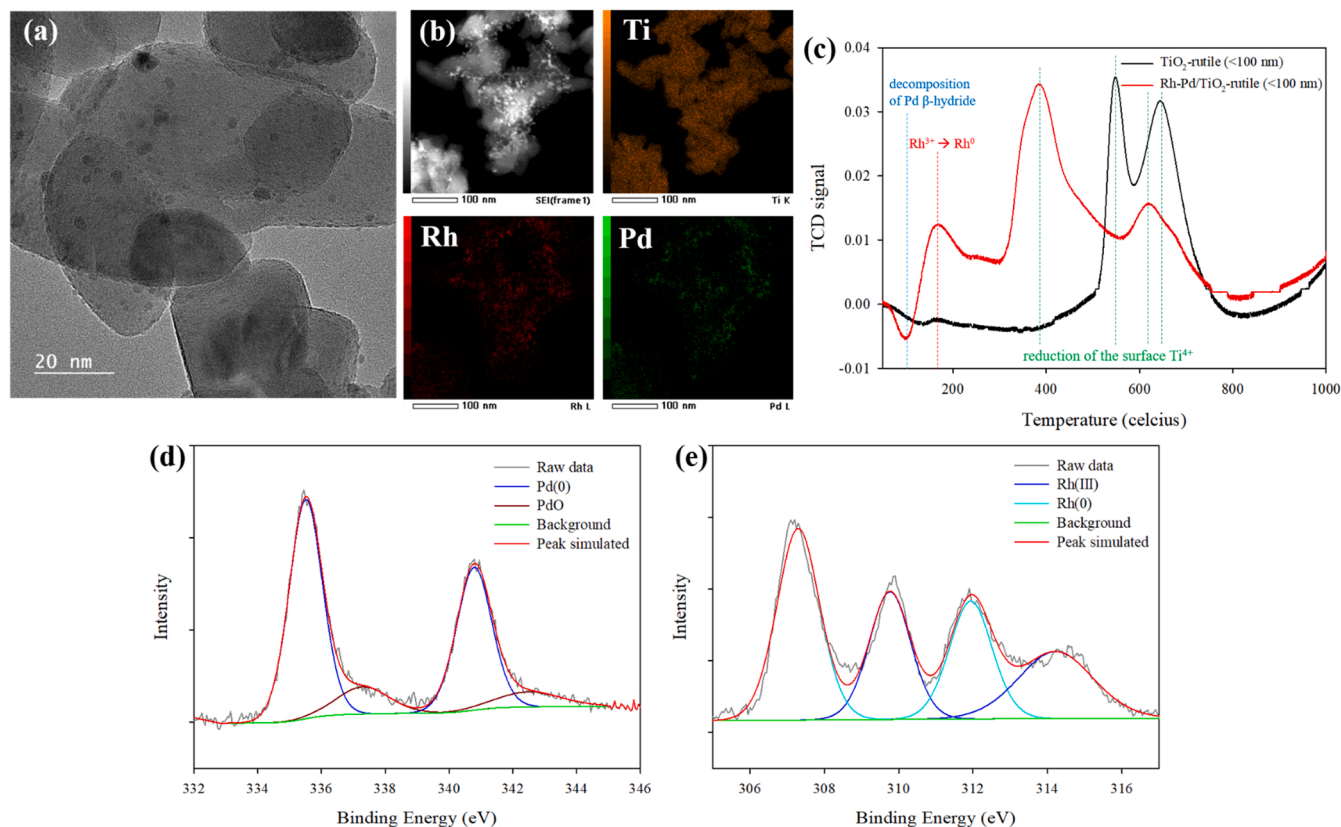 (a)
20 nm
(b)
100 nm
SEI(frame1)
Ti
100 nm
Ti K
Rh
100 nm
Rh L
Pd
100 nm
Pd L
(c)
TiO₂-rutile (<100 nm)
Rh-Pd/TiO₂-rutile (<100 nm)
decomposition
of Pd β-hydride
Rh³⁺ → Rh⁰
reduction of the surface Ti⁴⁺
TCD signal
0.04
0.03
0.02
0.01
0.00
-0.01
200
400
600
800
1000
Temperature (celcius)
(d)
Raw data
Pd(0)
PdO
Background
Peak simulated
Intensity
332
334
336
338
340
342
344
346
Binding Energy (eV)
(e)
Raw data
Rh(III)
Rh(0)
Background
Peak simulated
Intensity
306
308
310
312
314
316
Binding Energy (eV)